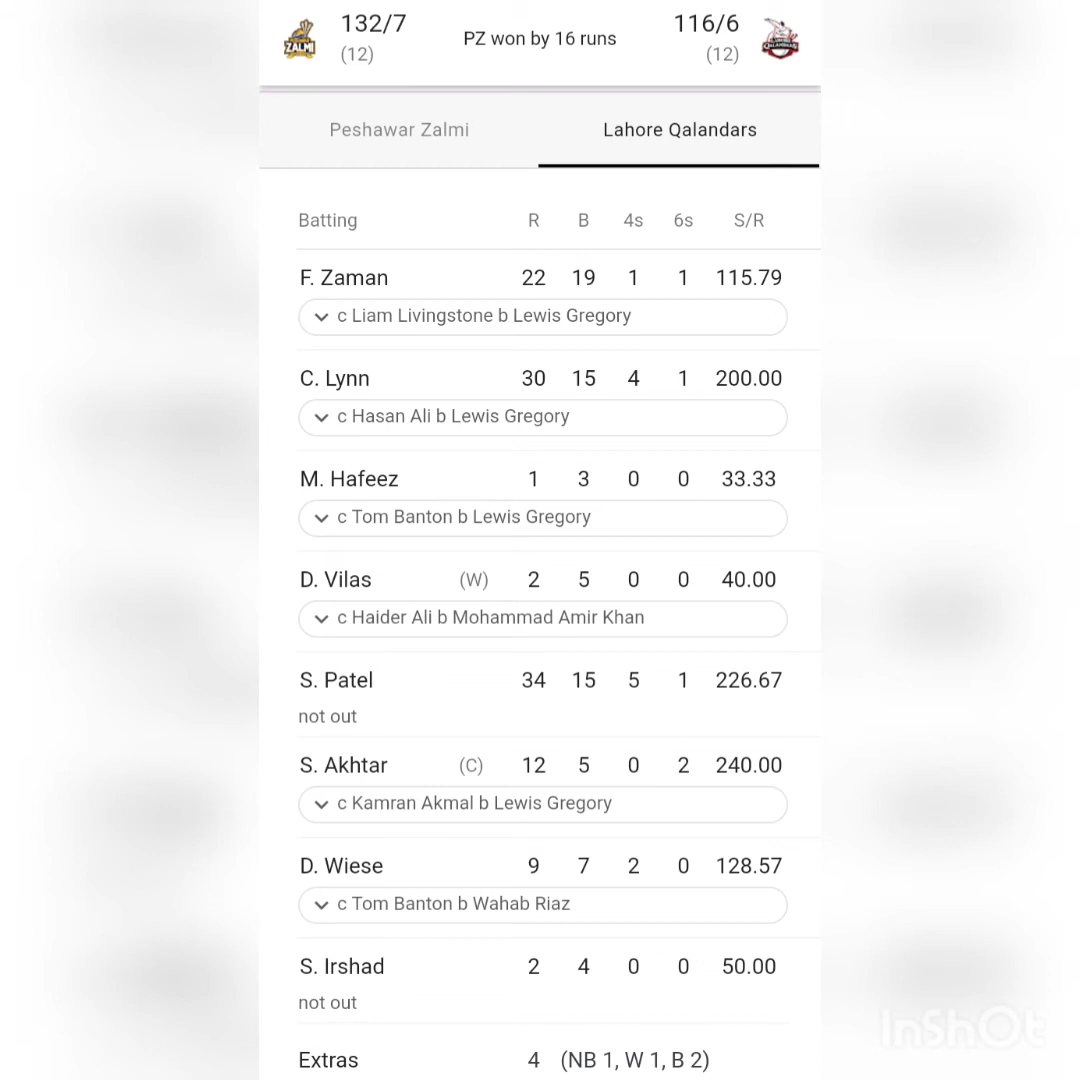 132/7 PZ won by 16 runs 116/6
ZALMI (12) (12) QALANDARS
Peshawar Zalmi Lahore Qalandars
Batting R B 4s 6s S/R
F. Zaman 22 19 1 1 115.79
c Liam Livingstone b Lewis Gregory
C. Lynn 30 15 4 1 200.00
c Hasan Ali b Lewis Gregory
M. Hafeez 1 3 0 0 33.33
c Tom Banton b Lewis Gregory
D. Vilas (W) 2 5 0 0 40.00
c Haider Ali b Mohammad Amir Khan
S. Patel 34 15 5 1 226.67
not out
S. Akhtar (C) 12 5 0 2 240.00
c Kamran Akmal b Lewis Gregory
D. Wiese 9 7 2 0 128.57
c Tom Banton b Wahab Riaz
S. Irshad 2 4 0 0 50.00
not out
InShOt
Extras 4 (NB 1, W 1, B 2)